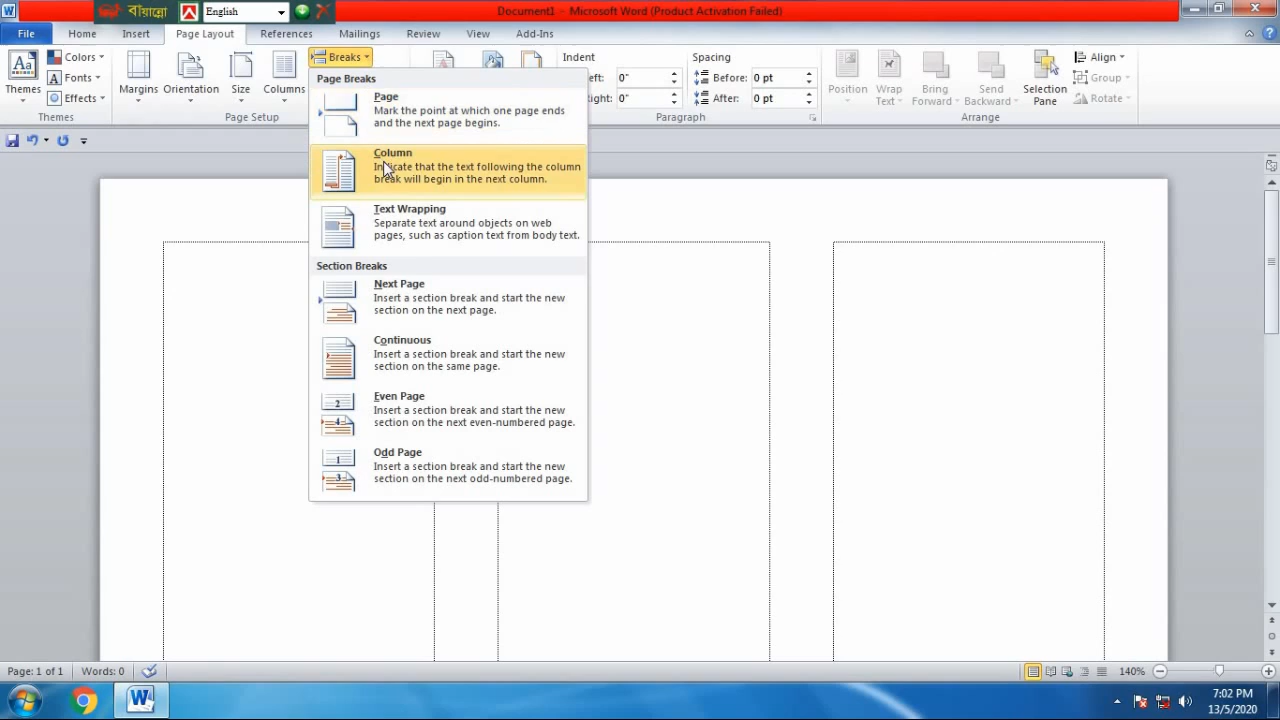 বাঁয়ান্নো English Document1 - Microsoft Word (Product Activation Failed)
File Home Insert Page Layout References Mailings Review View Add-Ins
Themes
Colors
Fonts
Effects
Themes
Margins Orientation Size Columns
Page Setup
Breaks
Indent
Left: 0"
Right: 0"
Spacing
Before: 0 pt
After: 0 pt
Paragraph
Position Wrap Text Bring Forward Send Backward Selection Pane
Align
Group
Rotate
Arrange
Page Breaks
Page
Mark the point at which one page ends
and the next page begins.
Column
Indicate that the text following the column
break will begin in the next column.
Text Wrapping
Separate text around objects on web
pages, such as caption text from body text.
Section Breaks
Next Page
Insert a section break and start the new
section on the next page.
Continuous
Insert a section break and start the new
section on the same page.
Even Page
Insert a section break and start the new
section on the next even-numbered page.
Odd Page
Insert a section break and start the new
section on the next odd-numbered page.
Page: 1 of 1 Words: 0 140%
7:02 PM
13/5/2020